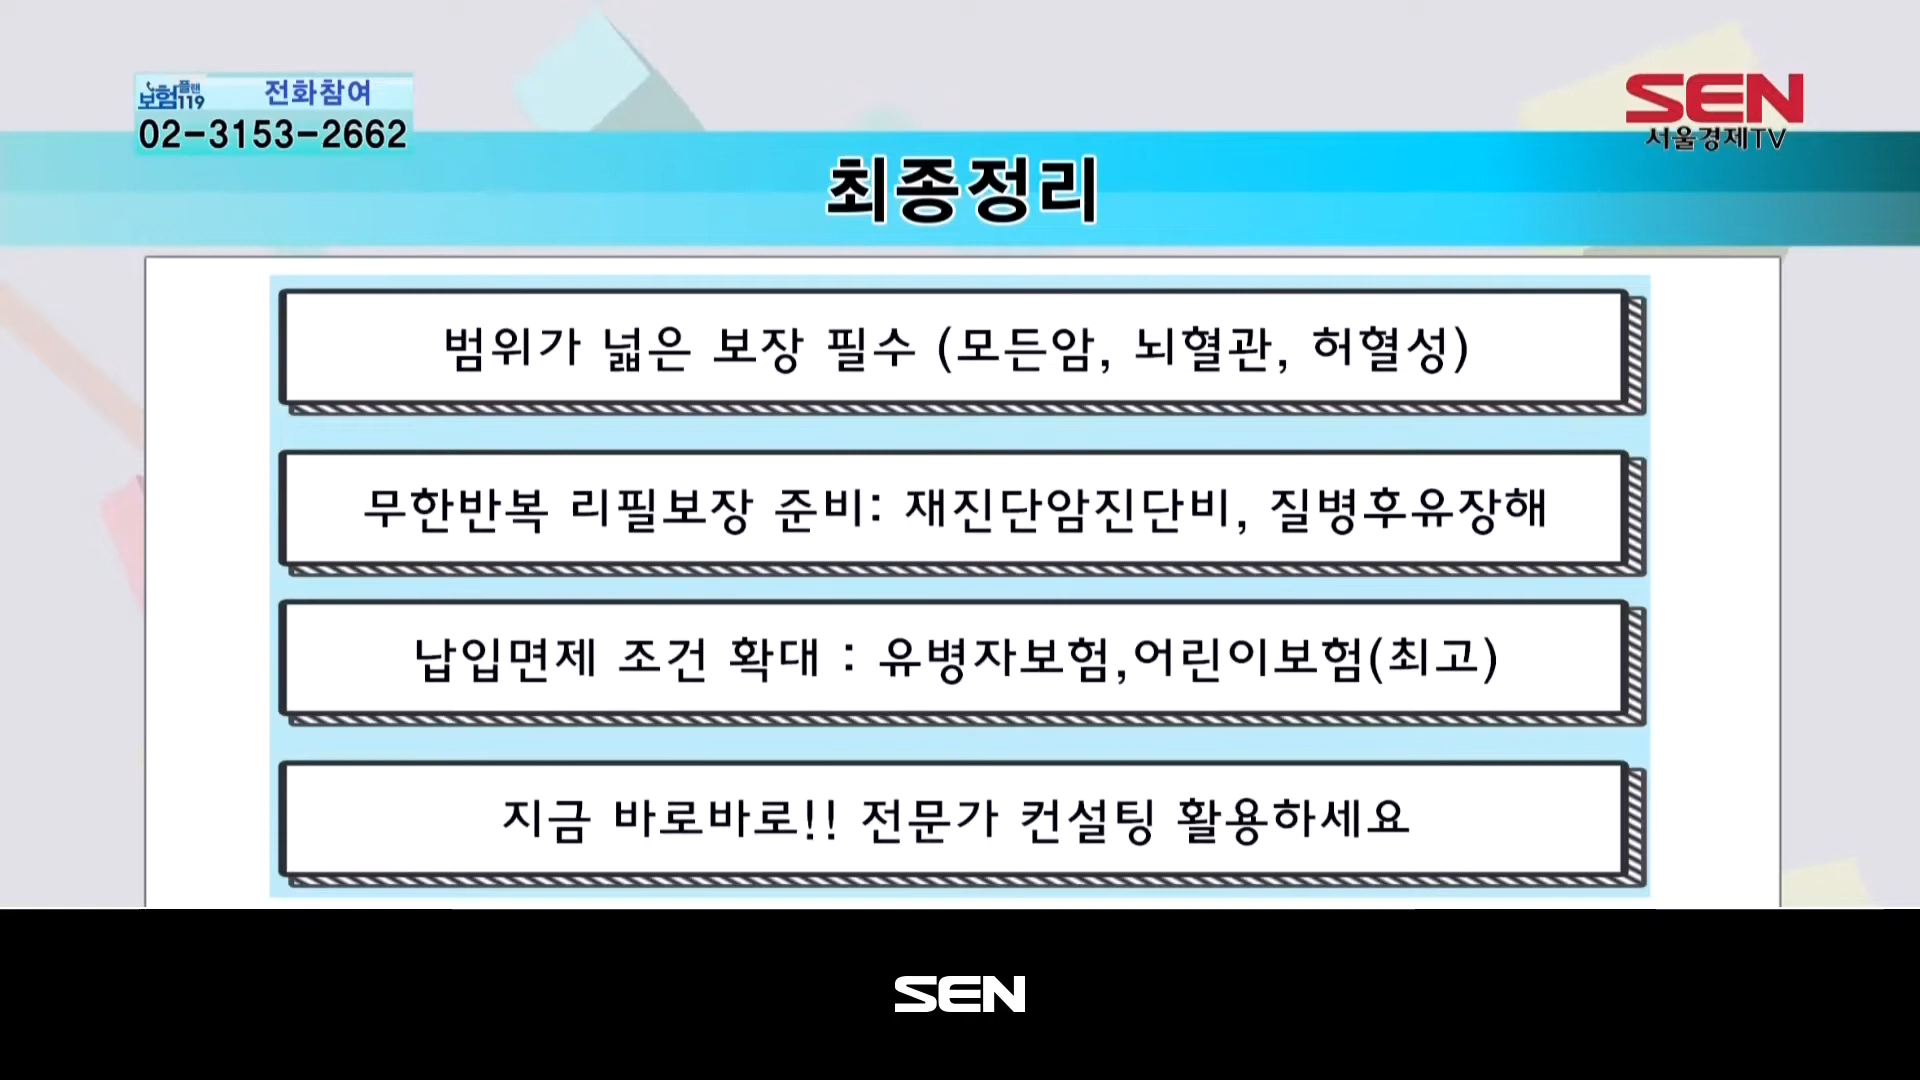 보험플랜119 전화참여
02-3153-2662
SEN
서울경제TV
최종정리
범위가 넓은 보장 필수 (모든암, 뇌혈관, 허혈성)
무한반복 리필보장 준비: 재진단암진단비, 질병후유장해
납입면제 조건 확대 : 유병자보험,어린이보험(최고)
지금 바로바로!! 전문가 컨설팅 활용하세요
SEN